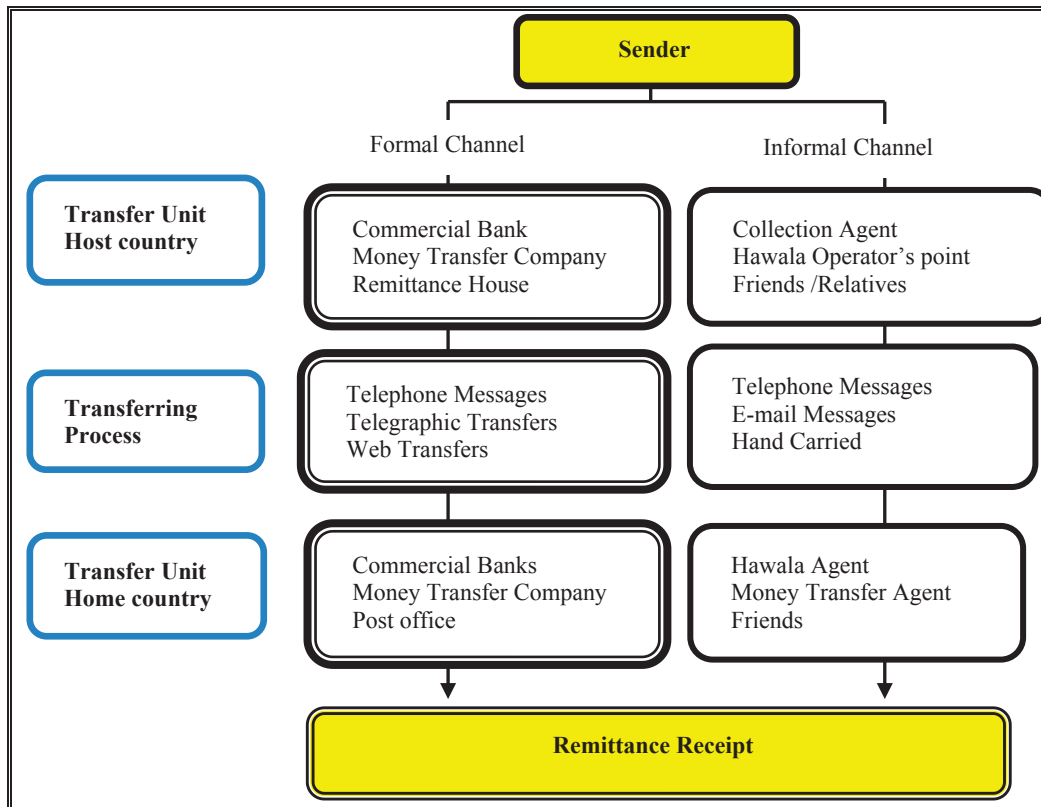 Sender
Formal Channel
Informal Channel
Transfer Unit
Host country
Commercial Bank
Money Transfer Company
Remittance House
Collection Agent
Hawala Operator’s point
Friends /Relatives
Transferring
Process
Telephone Messages
Telegraphic Transfers
Web Transfers
Telephone Messages
E-mail Messages
Hand Carried
Transfer Unit
Home country
Commercial Banks
Money Transfer Company
Post office
Hawala Agent
Money Transfer Agent
Friends
Remittance Receipt